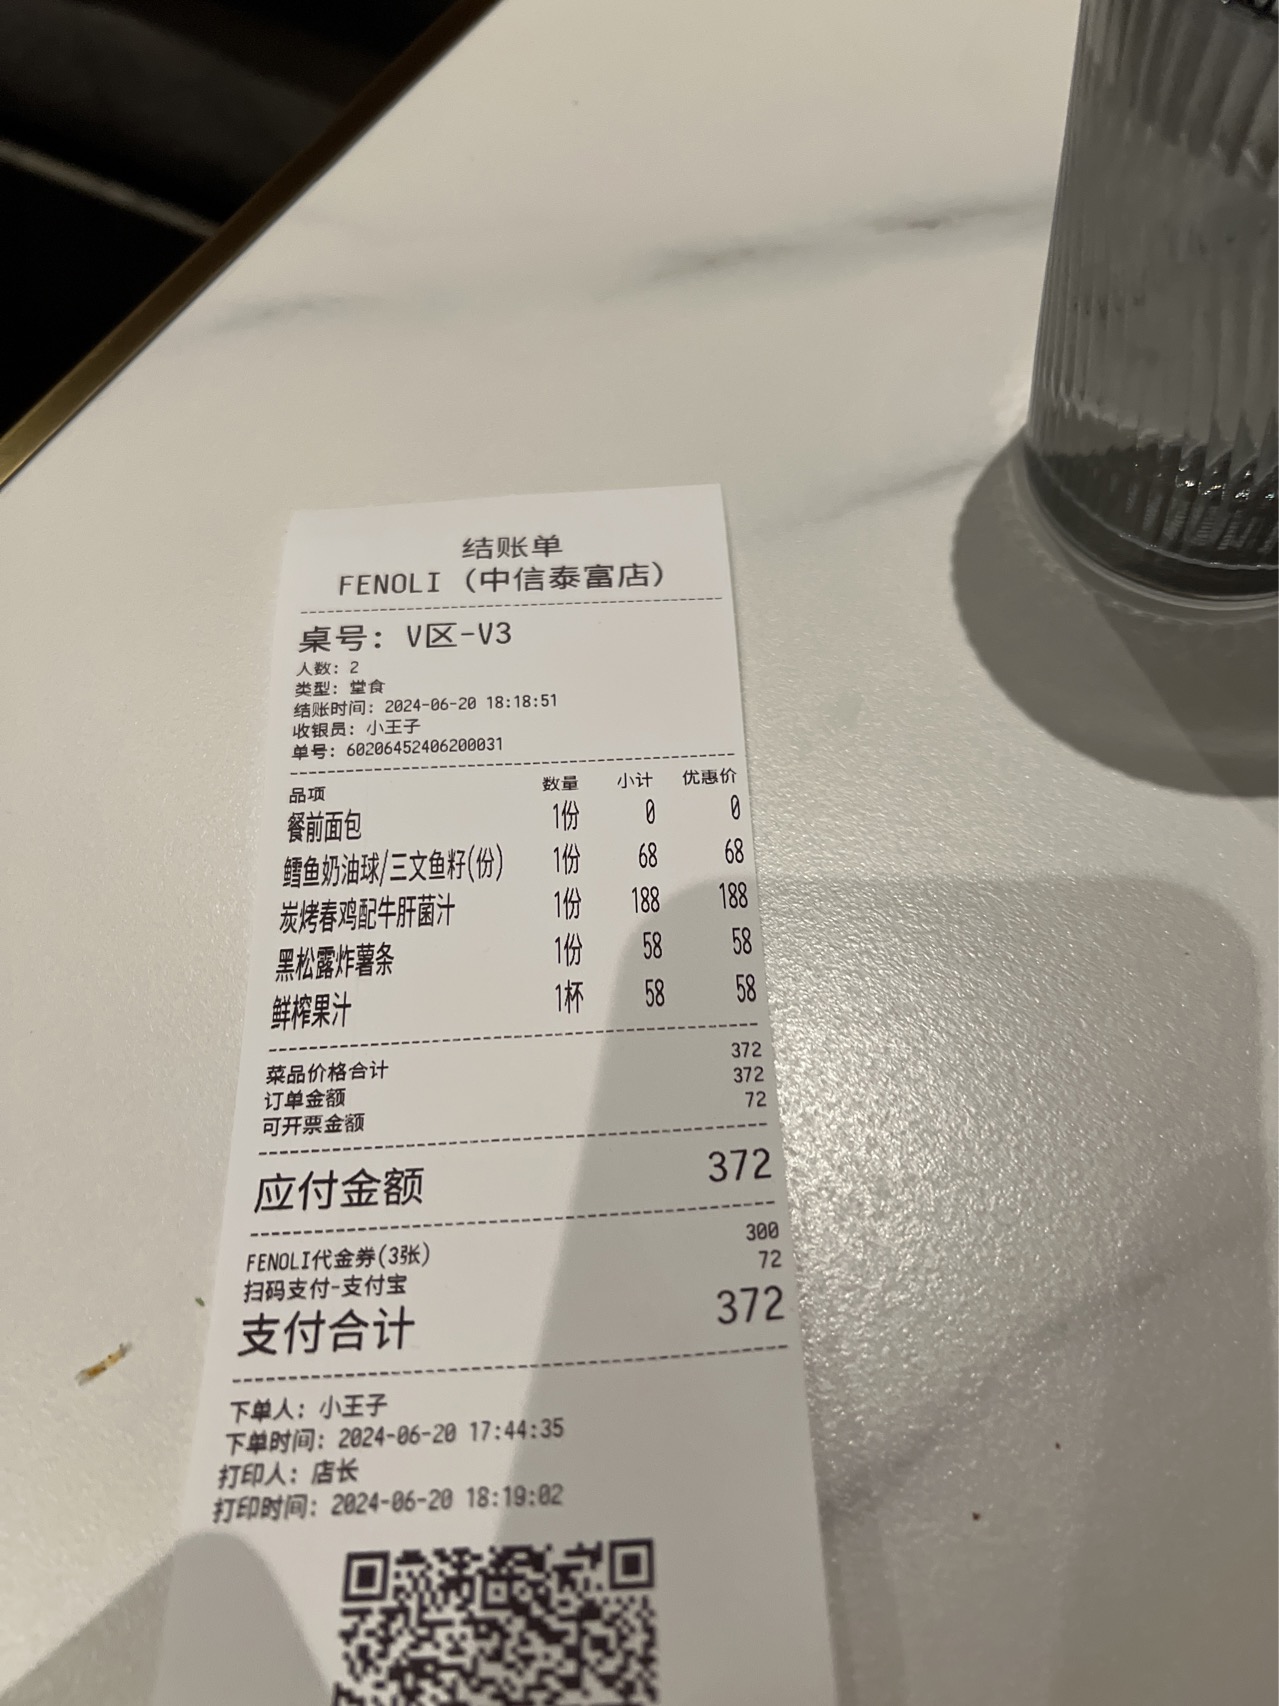 结账单
FENOLI (中信泰富店)
桌号: V区-V3
人数: 2
类型: 堂食
结账时间: 2024-06-20 18:18:51
收银员: 小王子
单号: 60206452406200031
品项 数量 小计 优惠价
餐前面包 1份 0 0
鳕鱼奶油球/三文鱼籽(份) 1份 68 68
炭烤春鸡配牛肝菌汁 1份 188 188
黑松露炸薯条 1份 58 58
鲜榨果汁 1杯 58 58
菜品价格合计 372
订单金额 372
可开票金额 72
应付金额 372
FENOLI代金券(3张) 300
扫码支付-支付宝 72
支付合计 372
下单人: 小王子
下单时间: 2024-06-20 17:44:35
打印人: 店长
打印时间: 2024-06-20 18:19:02